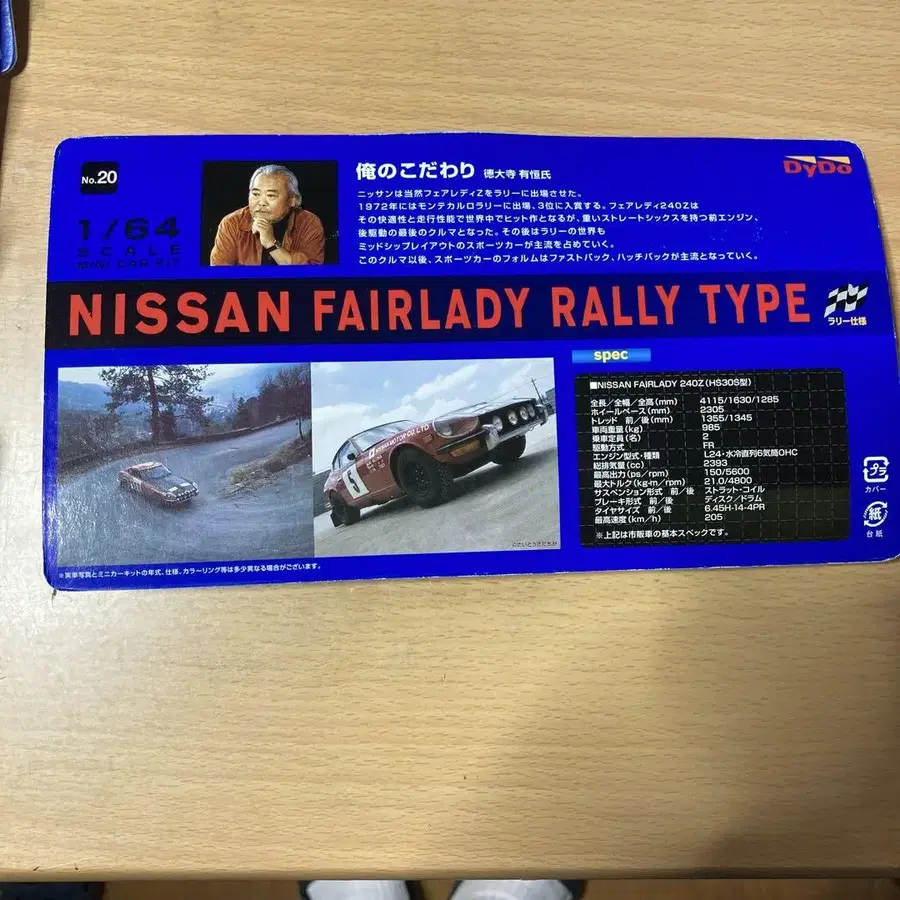 No.20
1/64
SCALE
MINI CAR KIT
俺のこだわり 徳大寺 有恒氏
DyDo
ニッサンは当然フェアレディZをラリーに出場させた。
1972年にはモンテカルロラリーに出場、3位に入賞する。フェアレディ240Zは
その快適性と走行性能で世界中でヒット作となるが、重いストレートシックスを持つ前エンジン、
後駆動の最後のクルマとなった。その後はラリーの世界も
ミッドシップレイアウトのスポーツカーが主流を占めていく。
このクルマ以後、スポーツカーのフォルムはファストバック、ハッチバックが主流となっていく。
NISSAN FAIRLADY RALLY TYPE
ラリー仕様
spec
■NISSAN FAIRLADY 240Z(HS30S型)
全長/全幅/全高(mm) 4115/1630/1285
ホイールベース(mm) 2305
トレッド 前/後(mm) 1355/1345
車両重量(kg) 985
乗車定員(名) 2
駆動方式 FR
エンジン型式・種類 L24・水冷直列6気筒OHC
総排気量(cc) 2393
最高出力(ps/rpm) 150/5600
最大トルク(kg-m/rpm) 21.0/4800
サスペンション形式 前/後 ストラット・コイル
ブレーキ形式 前/後 ディスク/ドラム
タイヤサイズ 前/後 6.45H-14-4PR
最高速度(km/h) 205
※上記は市販車の基本スペックです。
プラ
カバー
紙
台紙
NISSAN MOTOR CO.LTD.
5
©さいとうさだちか
※実車写真とミニカーキットの年式、仕様、カラーリング等は多少異なる場合がございます。